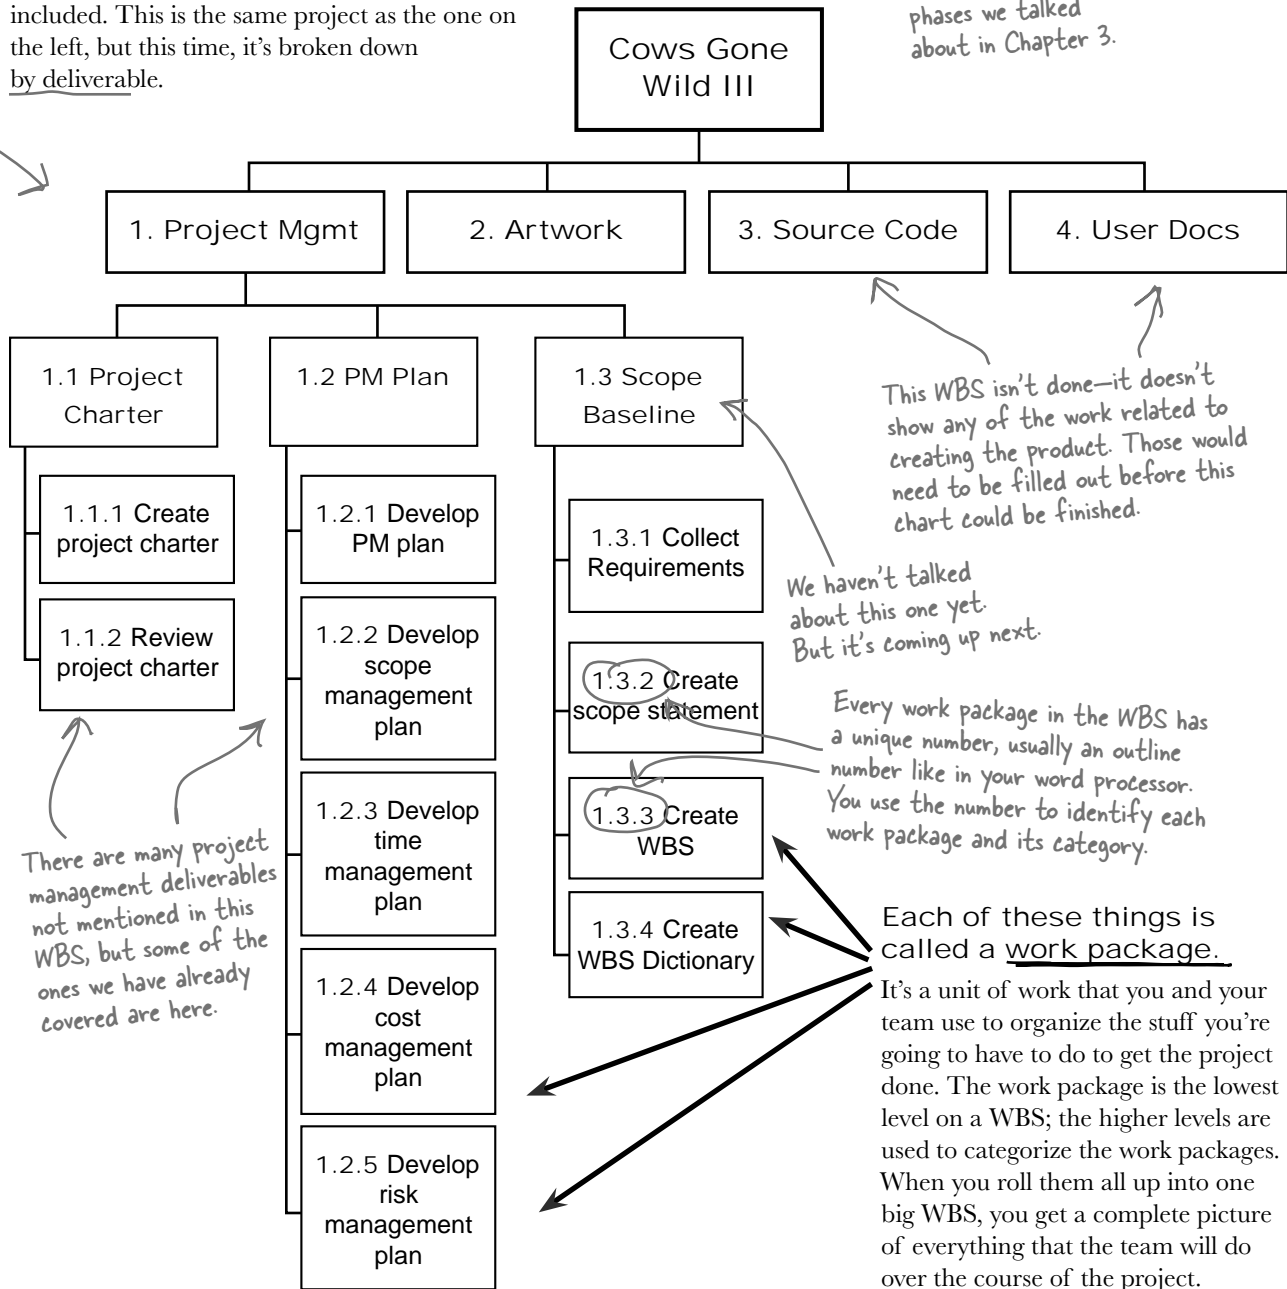 included. This is the same project as the one on
the left, but this time, it's broken down
by deliverable.
phases we talked
about in Chapter 3.
Cows Gone
Wild III
1. Project Mgmt
2. Artwork
3. Source Code
4. User Docs
1.1 Project
Charter
1.1.1 Create
project charter
1.1.2 Review
project charter
There are many project
management deliverables
not mentioned in this
WBS, but some of the
ones we have already
covered are here.
1.2 PM Plan
1.2.1 Develop
PM plan
1.2.2 Develop
scope
management
plan
1.2.3 Develop
time
management
plan
1.2.4 Develop
cost
management
plan
1.2.5 Develop
risk
management
plan
1.3 Scope
Baseline
1.3.1 Collect
Requirements
1.3.2 Create
scope statement
1.3.3 Create
WBS
1.3.4 Create
WBS Dictionary
This WBS isn't done—it doesn't
show any of the work related to
creating the product. Those would
need to be filled out before this
chart could be finished.
We haven't talked
about this one yet.
But it's coming up next.
Every work package in the WBS has
a unique number, usually an outline
number like in your word processor.
You use the number to identify each
work package and its category.
Each of these things is
called a work package.
It's a unit of work that you and your
team use to organize the stuff you're
going to have to do to get the project
done. The work package is the lowest
level on a WBS; the higher levels are
used to categorize the work packages.
When you roll them all up into one
big WBS, you get a complete picture
of everything that the team will do
over the course of the project.